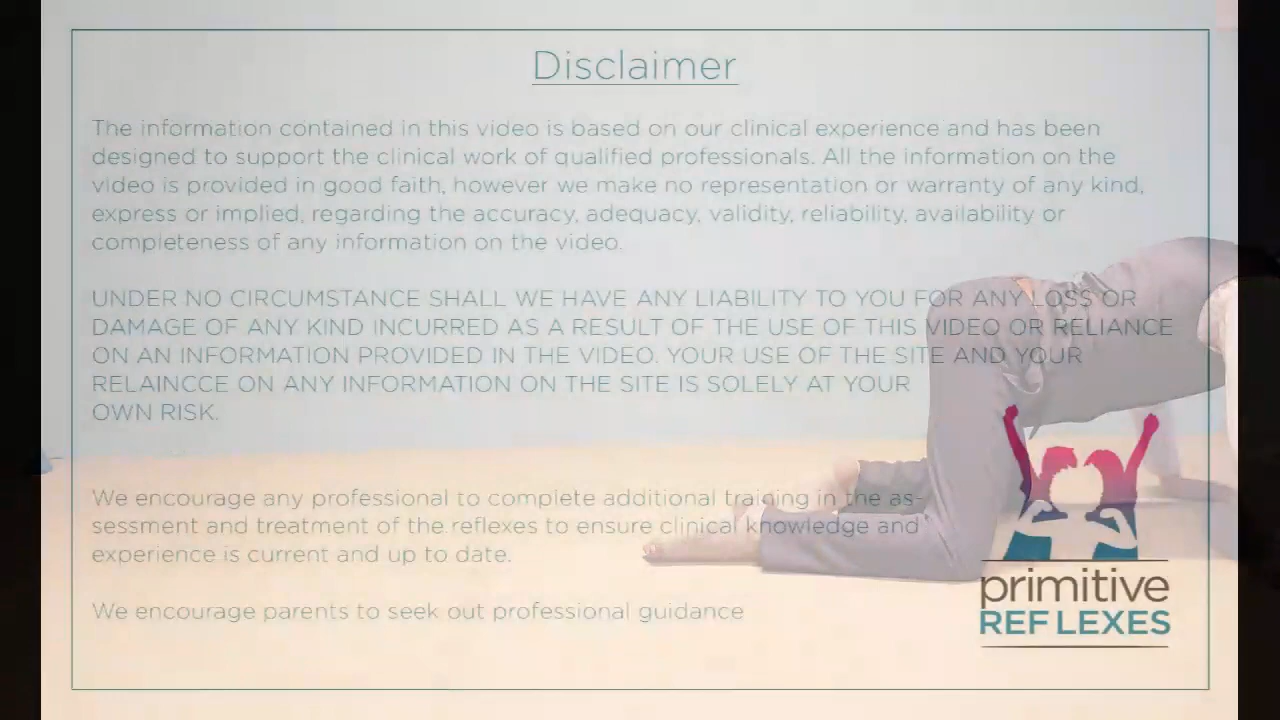 Disclaimer
The information contained in this video is based on our clinical experience and has been
designed to support the clinical work of qualified professionals. All the information on the
video is provided in good faith, however we make no representation or warranty of any kind,
express or implied, regarding the accuracy, adequacy, validity, reliability, availability or
completeness of any information on the video.
UNDER NO CIRCUMSTANCE SHALL WE HAVE ANY LIABILITY TO YOU FOR ANY LOSS OR
DAMAGE OF ANY KIND INCURRED AS A RESULT OF THE USE OF THIS VIDEO OR RELIANCE
ON AN INFORMATION PROVIDED IN THE VIDEO. YOUR USE OF THE SITE AND YOUR
RELAINCCE ON ANY INFORMATION ON THE SITE IS SOLELY AT YOUR
OWN RISK.
We encourage any professional to complete additional training in the as-
sessment and treatment of the reflexes to ensure clinical knowledge and
experience is current and up to date.
We encourage parents to seek out professional guidance
primitive
REFLEXES